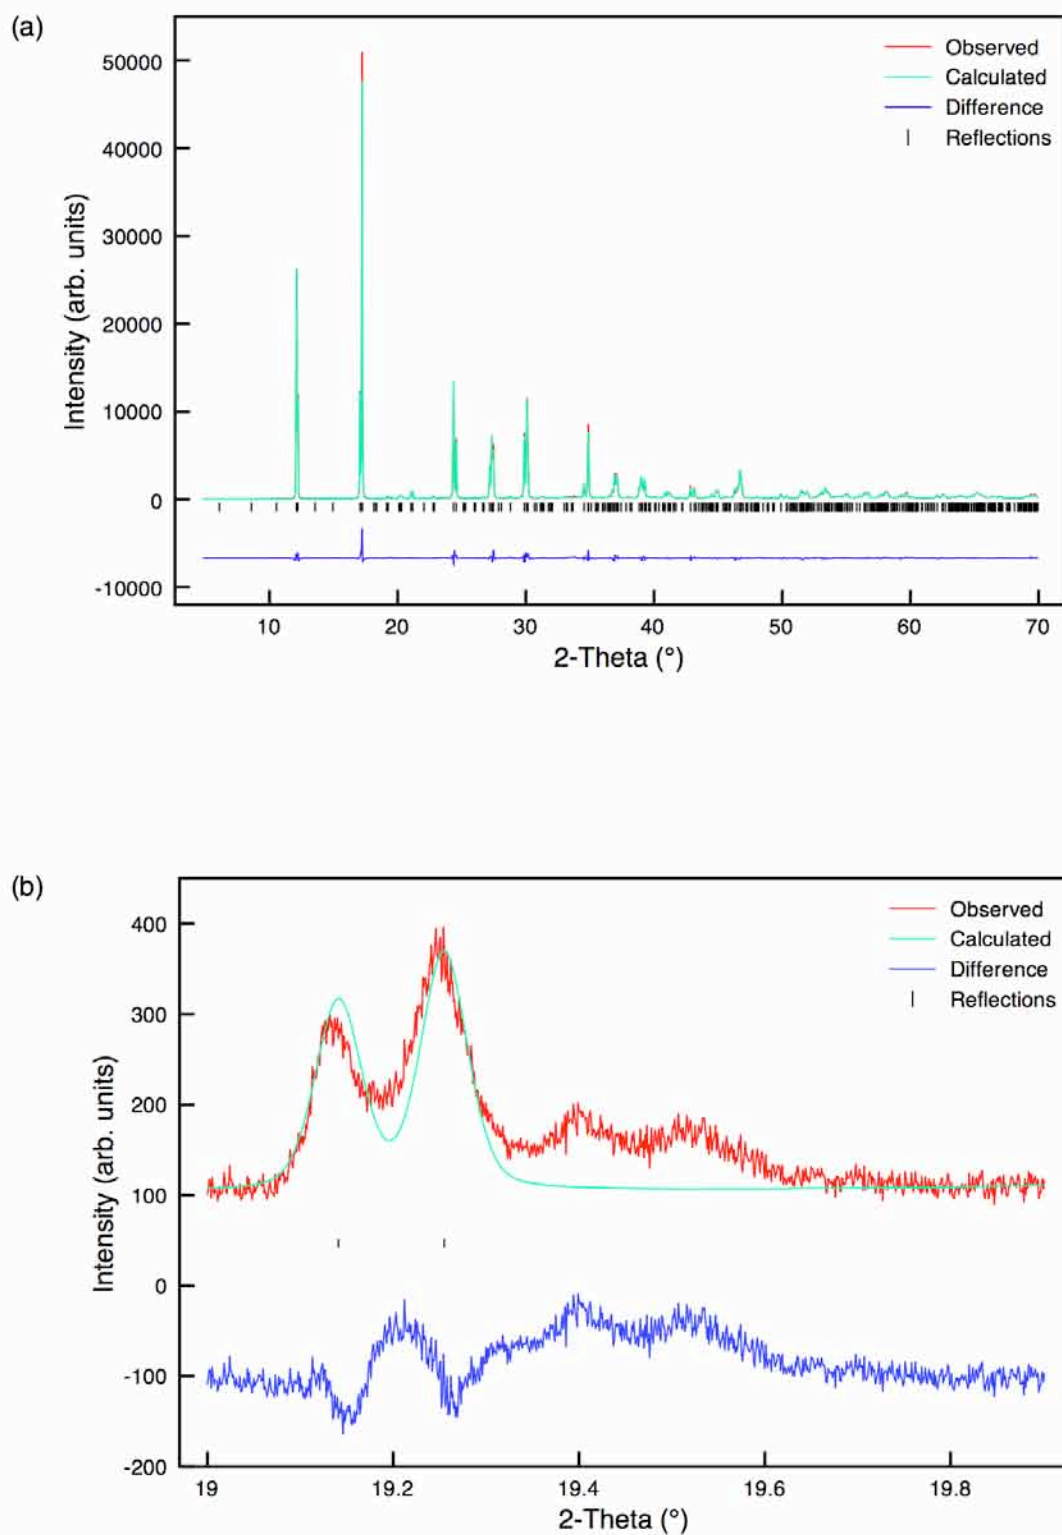 (a)
50000
40000
30000
20000
10000
0
-10000
Intensity (arb. units)
Observed
Calculated
Difference
Reflections
10 20 30 40 50 60 70
2-Theta (°)
(b)
400
300
200
100
0
-100
-200
Intensity (arb. units)
Observed
Calculated
Difference
Reflections
19 19.2 19.4 19.6 19.8
2-Theta (°)